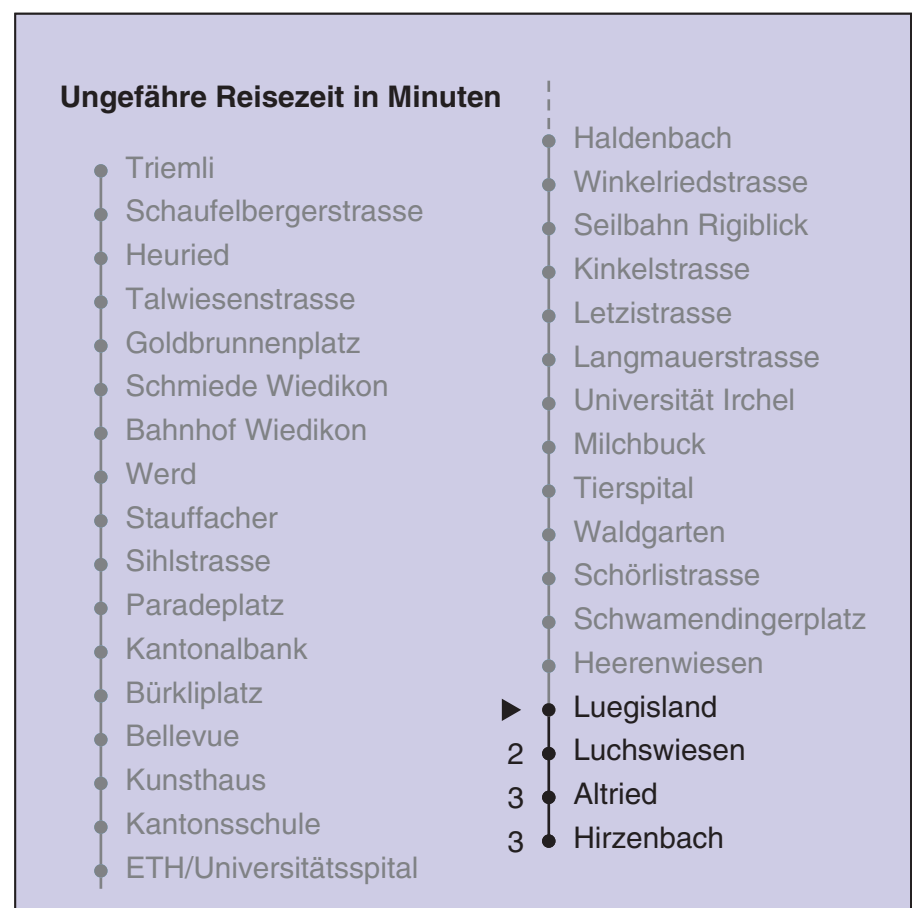 Ungefähre Reisezeit in Minuten
Triemli
Schaufelbergerstrasse
Heuried
Talwiesenstrasse
Goldbrunnenplatz
Schmiede Wiedikon
Bahnhof Wiedikon
Werd
Stauffacher
Sihlstrasse
Paradeplatz
Kantonalbank
Bürkliplatz
Bellevue
Kunsthaus
Kantonsschule
ETH/Universitätsspital
Haldenbach
Winkelriedstrasse
Seilbahn Rigiblick
Kinkelstrasse
Letzistrasse
Langmauerstrasse
Universität Irchel
Milchbuck
Tierspital
Waldgarten
Schörlistrasse
Schwamendingerplatz
Heerenwiesen
Luegisland
2 Luchswiesen
3 Altried
3 Hirzenbach